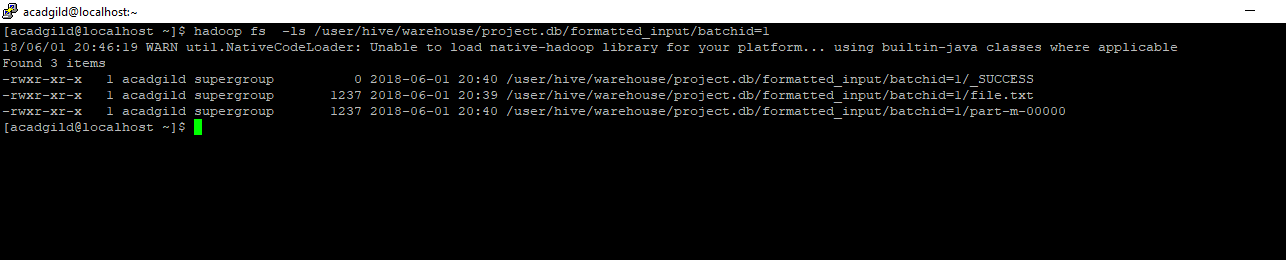 acadgild@localhost:~
[acadgild@localhost ~]$ hadoop fs  -ls /user/hive/warehouse/project.db/formatted_input/batchid=1
18/06/01 20:46:19 WARN util.NativeCodeLoader: Unable to load native-hadoop library for your platform... using builtin-java classes where applicable
Found 3 items
-rwxr-xr-x   1 acadgild supergroup          0 2018-06-01 20:40 /user/hive/warehouse/project.db/formatted_input/batchid=1/_SUCCESS
-rwxr-xr-x   1 acadgild supergroup       1237 2018-06-01 20:39 /user/hive/warehouse/project.db/formatted_input/batchid=1/file.txt
-rwxr-xr-x   1 acadgild supergroup       1237 2018-06-01 20:40 /user/hive/warehouse/project.db/formatted_input/batchid=1/part-m-00000
[acadgild@localhost ~]$